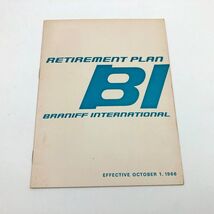 RETIREMENT PLAN
BI
BRANIFF INTERNATIONAL
EFFECTIVE OCTOBER 1, 1966